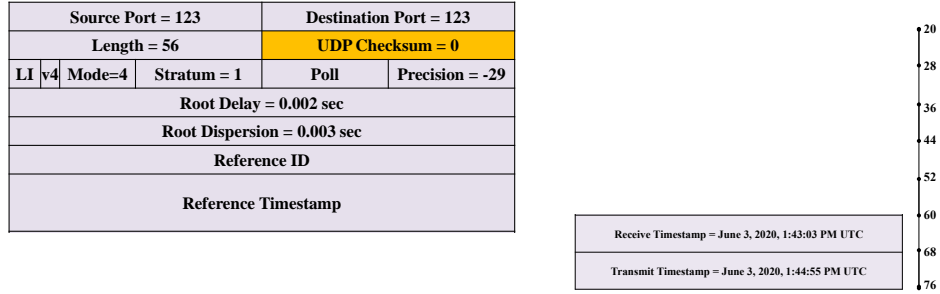 Source Port = 123 Destination Port = 123
Length = 56 UDP Checksum = 0
LI v4 Mode=4 Stratum = 1 Poll Precision = -29
Root Delay = 0.002 sec
Root Dispersion = 0.003 sec
Reference ID
Reference Timestamp
Receive Timestamp = June 3, 2020, 1:43:03 PM UTC
Transmit Timestamp = June 3, 2020, 1:44:55 PM UTC
20
28
36
44
52
60
68
76